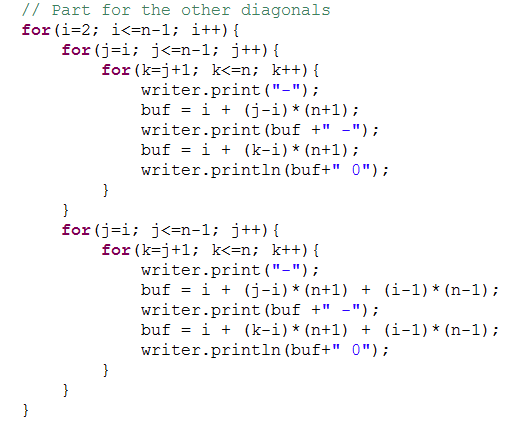 // Part for the other diagonals
for(i=2; i<=n-1; i++){
    for(j=i; j<=n-1; j++){
        for(k=j+1; k<=n; k++){
            writer.print("-");
            buf = i + (j-i)*(n+1);
            writer.print(buf +" -");
            buf = i + (k-i)*(n+1);
            writer.println(buf+" 0");
        }
    }
    for(j=i; j<=n-1; j++){
        for(k=j+1; k<=n; k++){
            writer.print("-");
            buf = i + (j-i)*(n+1) + (i-1)*(n-1);
            writer.print(buf +" -");
            buf = i + (k-i)*(n+1) + (i-1)*(n-1);
            writer.println(buf+" 0");
        }
    }
}